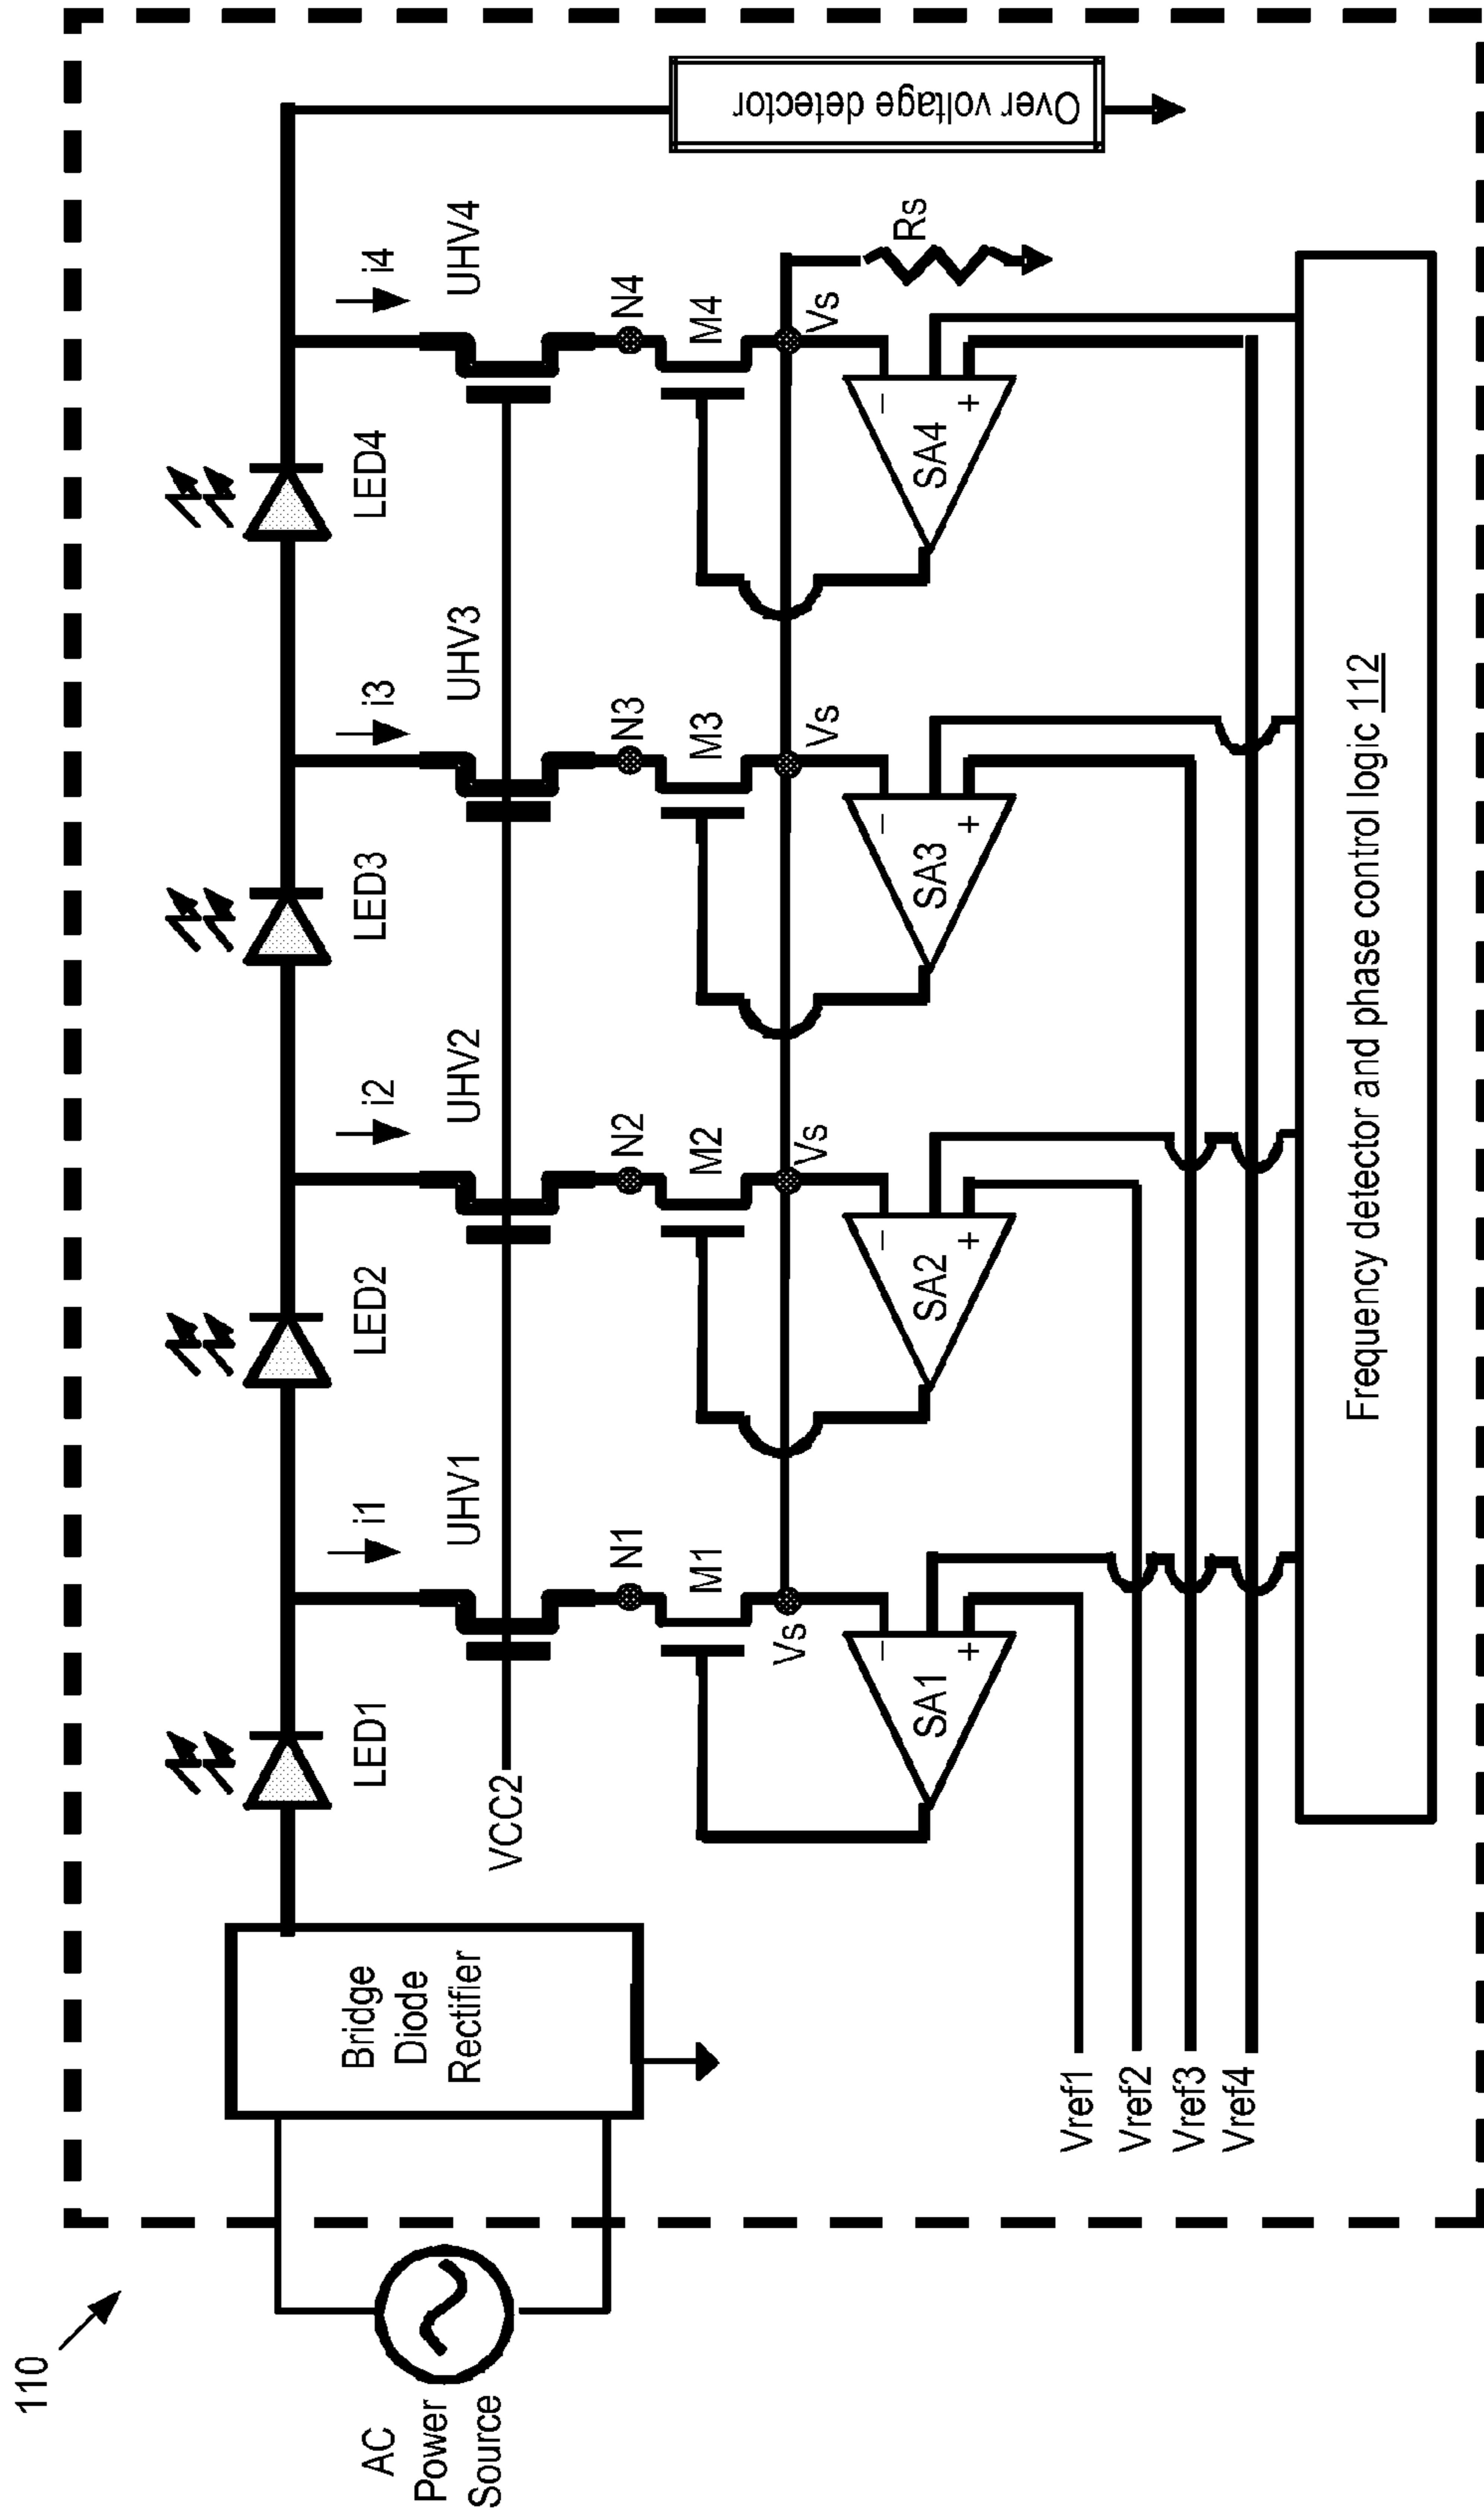 110
AC
Power
Source
Bridge
Diode
Rectifier
LED1
LED2
LED3
LED4
i1
i2
i3
i4
UHV1
UHV2
UHV3
UHV4
VCC2
N1
N2
N3
N4
M1
M2
M3
M4
Vs
Vs
Vs
Vs
Rs
Over voltage detector
−
−
−
−
SA1
SA2
SA3
SA4
+
+
+
+
Vref1
Vref2
Vref3
Vref4
Frequency detector and phase control logic 112